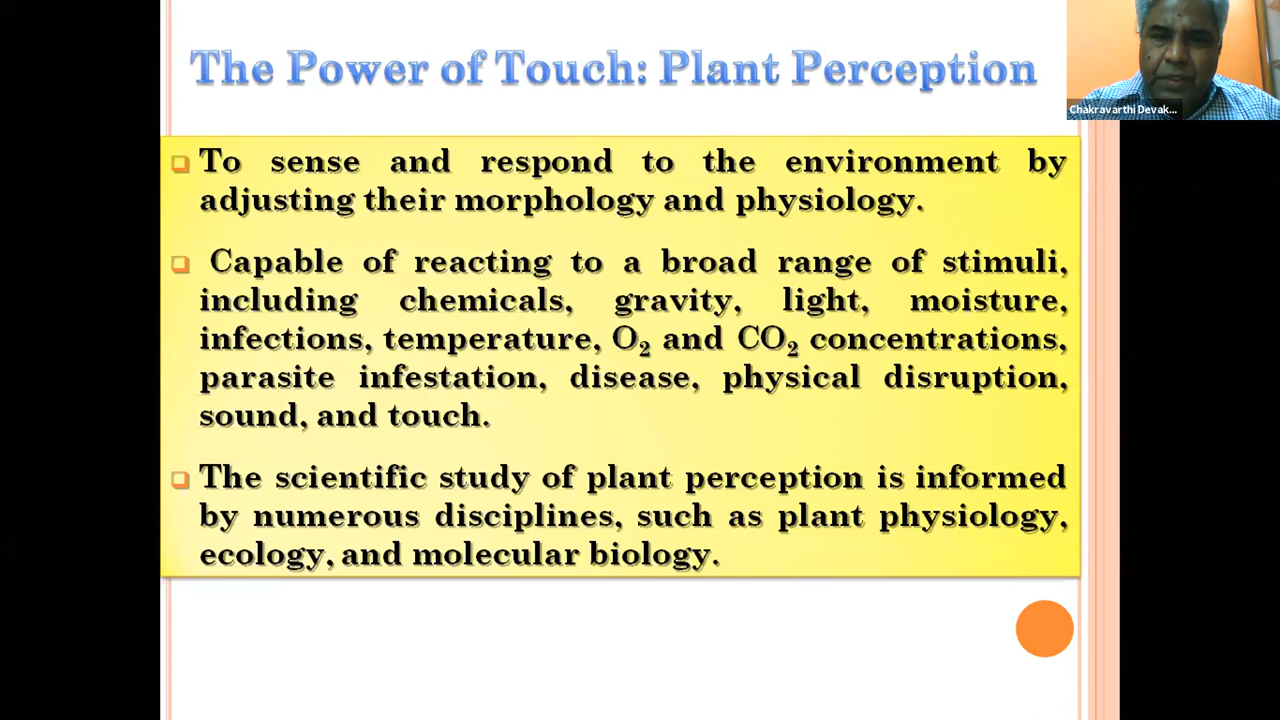 The Power of Touch: Plant Perception
Chakravarthi Devak...
To sense and respond to the environment by
adjusting their morphology and physiology.
Capable of reacting to a broad range of stimuli,
including chemicals, gravity, light, moisture,
infections, temperature, O₂ and CO₂ concentrations,
parasite infestation, disease, physical disruption,
sound, and touch.
The scientific study of plant perception is informed
by numerous disciplines, such as plant physiology,
ecology, and molecular biology.